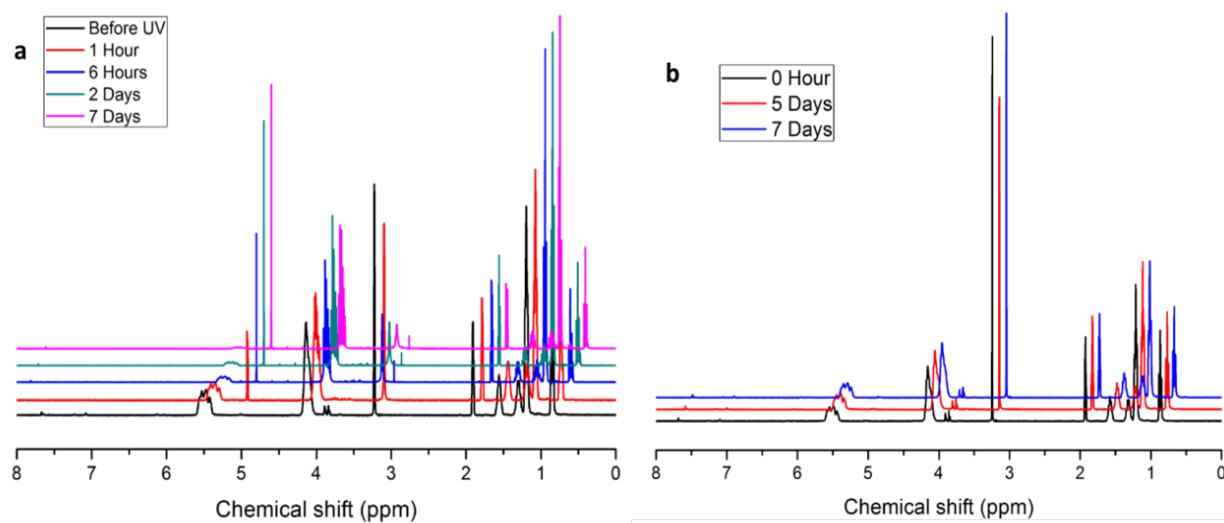 a
Before UV
1 Hour
6 Hours
2 Days
7 Days
8 7 6 5 4 3 2 1 0
Chemical shift (ppm)
b
0 Hour
5 Days
7 Days
8 7 6 5 4 3 2 1 0
Chemical shift (ppm)